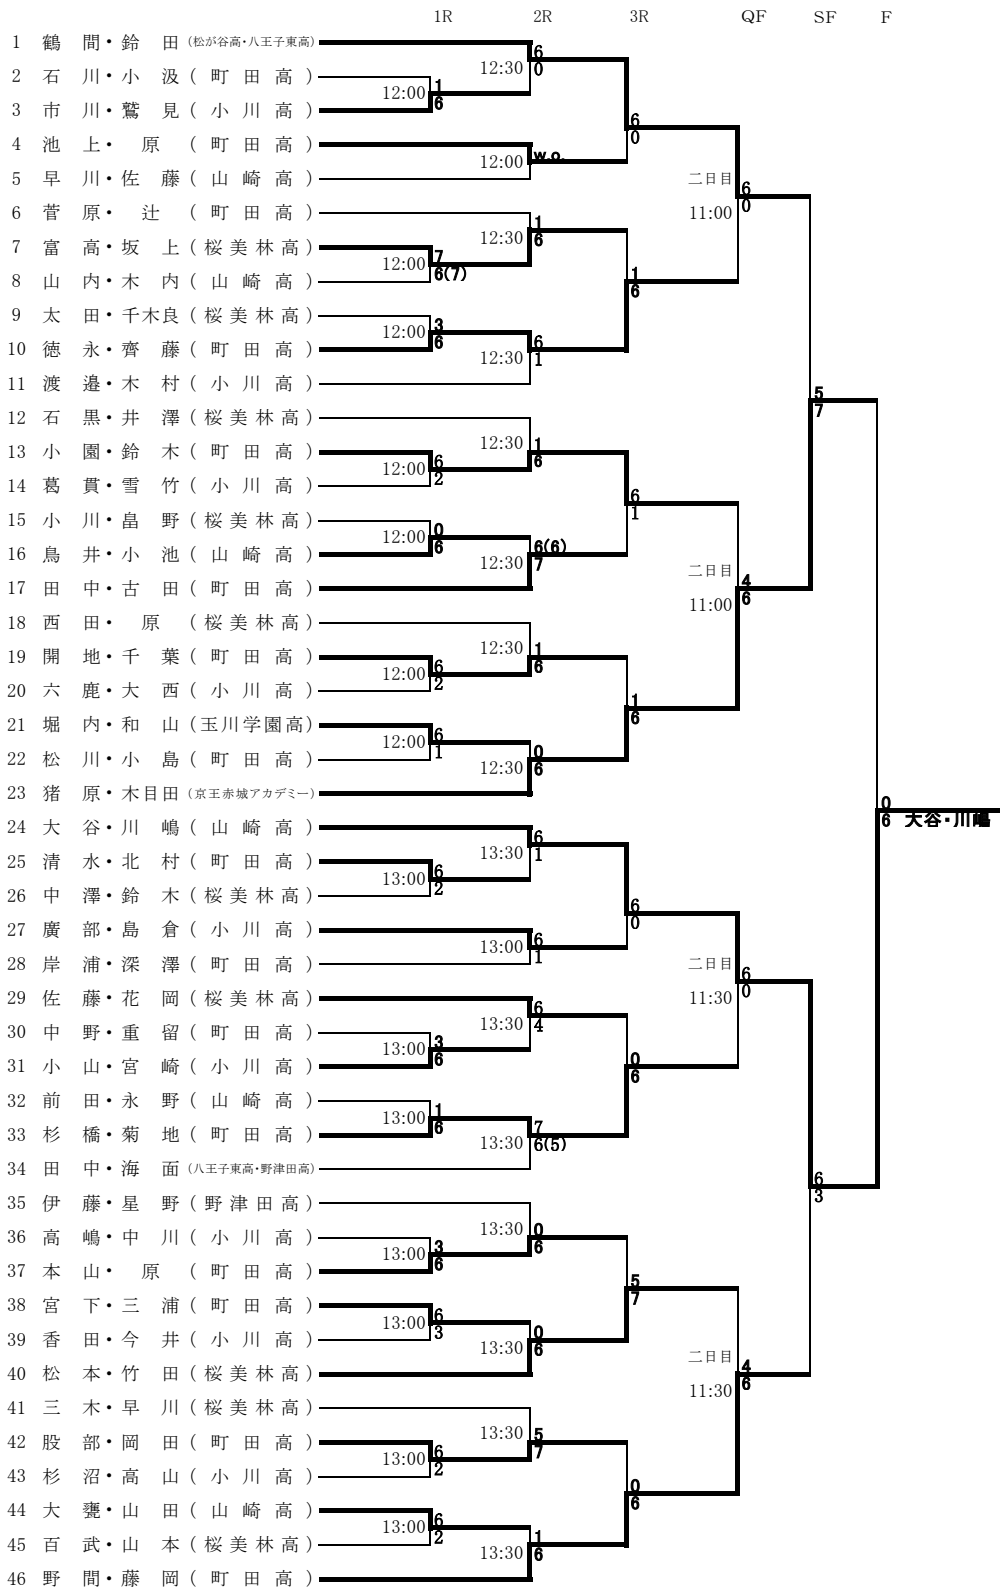 1R 2R 3R QF SF F
1 鶴 間・鈴 田 (松が谷高・八王子東高)
6
12:30 0
2 石 川・小 汲 ( 町 田 高 )
12:00 1
6
3 市 川・鷲 見 ( 小 川 高 )
6
0
4 池 上・ 原 ( 町 田 高 )
12:00 w.o.
5 早 川・佐 藤 ( 山 崎 高 )
二日目 6
11:00 0
6 菅 原・ 辻 ( 町 田 高 )
12:30 1
6
7 富 高・坂 上 ( 桜 美 林 高 )
12:00 7
6(7)
8 山 内・木 内 ( 山 崎 高 )
1
6
9 太 田・千木良 ( 桜 美 林 高 )
12:00 3
6
10 徳 永・齊 藤 ( 町 田 高 )
12:30 6
1
11 渡 邉・木 村 ( 小 川 高 )
5
7
12 石 黒・井 澤 ( 桜 美 林 高 )
12:30 1
6
13 小 園・鈴 木 ( 町 田 高 )
12:00 6
2
14 葛 貫・雪 竹 ( 小 川 高 )
6
1
15 小 川・畠 野 ( 桜 美 林 高 )
12:00 0
6
16 鳥 井・小 池 ( 山 崎 高 )
12:30 6(6)
7
17 田 中・古 田 ( 町 田 高 )
二日目 4
11:00 6
18 西 田・ 原 ( 桜 美 林 高 )
12:30 1
6
19 開 地・千 葉 ( 町 田 高 )
12:00 6
2
20 六 鹿・大 西 ( 小 川 高 )
1
6
21 堀 内・和 山 ( 玉 川 学 園 高 )
12:00 6
1
22 松 川・小 島 ( 町 田 高 )
12:30 0
6
23 猪 原・木目田 (京王赤城アカデミー)
0
6 大谷・川嶋
24 大 谷・川 嶋 ( 山 崎 高 )
13:30 6
1
25 清 水・北 村 ( 町 田 高 )
13:00 6
2
26 中 澤・鈴 木 ( 桜 美 林 高 )
6
0
27 廣 部・島 倉 ( 小 川 高 )
13:00 6
1
28 岸 浦・深 澤 ( 町 田 高 )
二日目 6
11:30 0
29 佐 藤・花 岡 ( 桜 美 林 高 )
13:30 6
4
30 中 野・重 留 ( 町 田 高 )
13:00 3
6
31 小 山・宮 崎 ( 小 川 高 )
0
6
32 前 田・永 野 ( 山 崎 高 )
13:00 1
6
33 杉 橋・菊 地 ( 町 田 高 )
13:30 7
6(5)
34 田 中・海 面 (八王子東高・野津田高)
6
3
35 伊 藤・星 野 ( 野 津 田 高 )
13:30 0
6
36 高 嶋・中 川 ( 小 川 高 )
13:00 3
6
37 本 山・ 原 ( 町 田 高 )
5
7
38 宮 下・三 浦 ( 町 田 高 )
13:00 6
3
39 香 田・今 井 ( 小 川 高 )
13:30 0
6
40 松 本・竹 田 ( 桜 美 林 高 )
二日目 4
11:30 6
41 三 木・早 川 ( 桜 美 林 高 )
13:30 5
7
42 股 部・岡 田 ( 町 田 高 )
13:00 6
2
43 杉 沼・高 山 ( 小 川 高 )
0
6
44 大 甕・山 田 ( 山 崎 高 )
13:00 6
2
45 百 武・山 本 ( 桜 美 林 高 )
13:30 1
6
46 野 間・藤 岡 ( 町 田 高 )